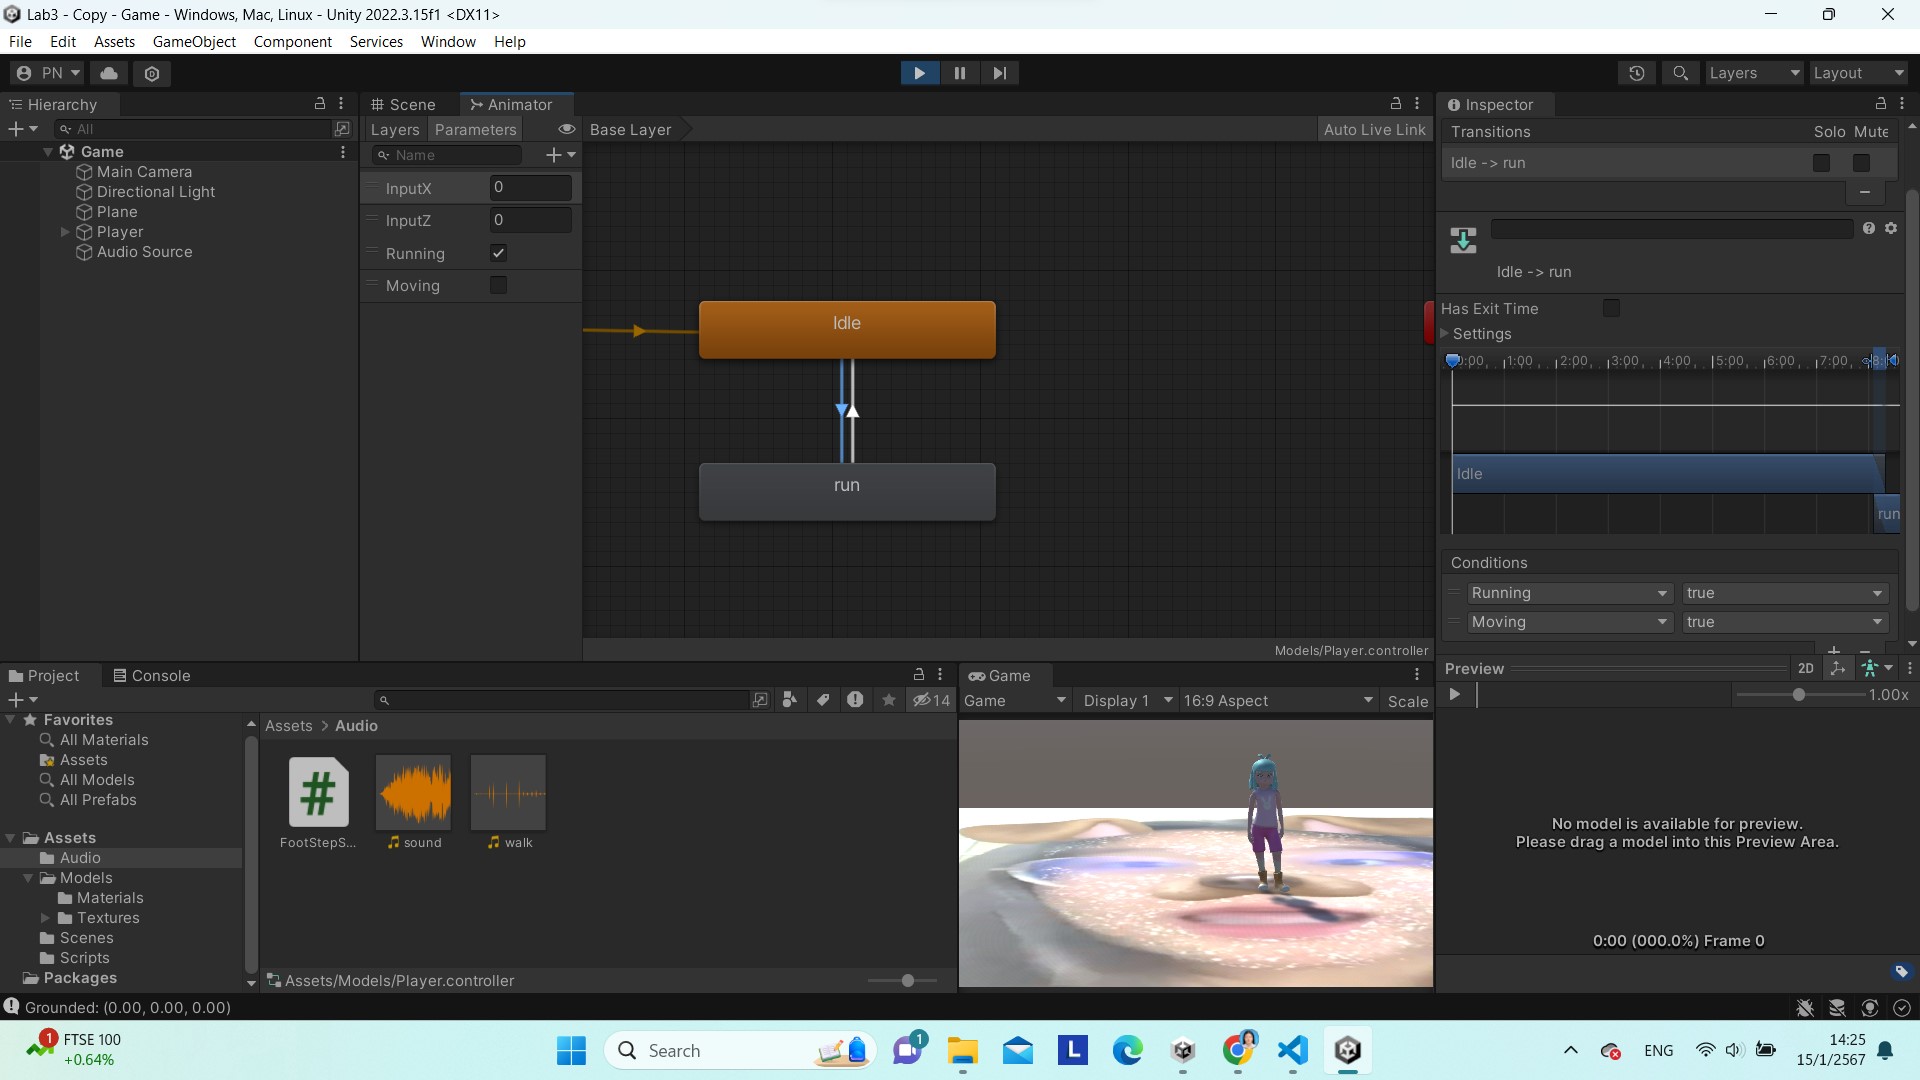 Lab3 - Copy - Game - Windows, Mac, Linux - Unity 2022.3.15f1 <DX11>
File Edit Assets GameObject Component Services Window Help
PN
Layers Layout
Hierarchy
All
Game
Main Camera
Directional Light
Plane
Player
Audio Source
Scene Animator
Layers Parameters Base Layer Auto Live Link
Name
InputX 0
InputZ 0
Running
Moving
Idle
run
Models/Player.controller
Inspector
Transitions Solo Mute
Idle -> run
Idle -> run
Has Exit Time
Settings
0:00 1:00 2:00 3:00 4:00 5:00 6:00 7:00
Idle
run
Conditions
Running true
Moving true
Preview 2D
1.00x
No model is available for preview.
Please drag a model into this Preview Area.
0:00 (000.0%) Frame 0
Project Console
14
Favorites
All Materials
Assets
All Models
All Prefabs
Assets
Audio
Models
Materials
Textures
Scenes
Scripts
Packages
Assets > Audio
FootStepS... sound walk
Assets/Models/Player.controller
Game
Game Display 1 16:9 Aspect Scale
Grounded: (0.00, 0.00, 0.00)
1 FTSE 100
+0.64%
Search
1
L
ENG
14:25
15/1/2567